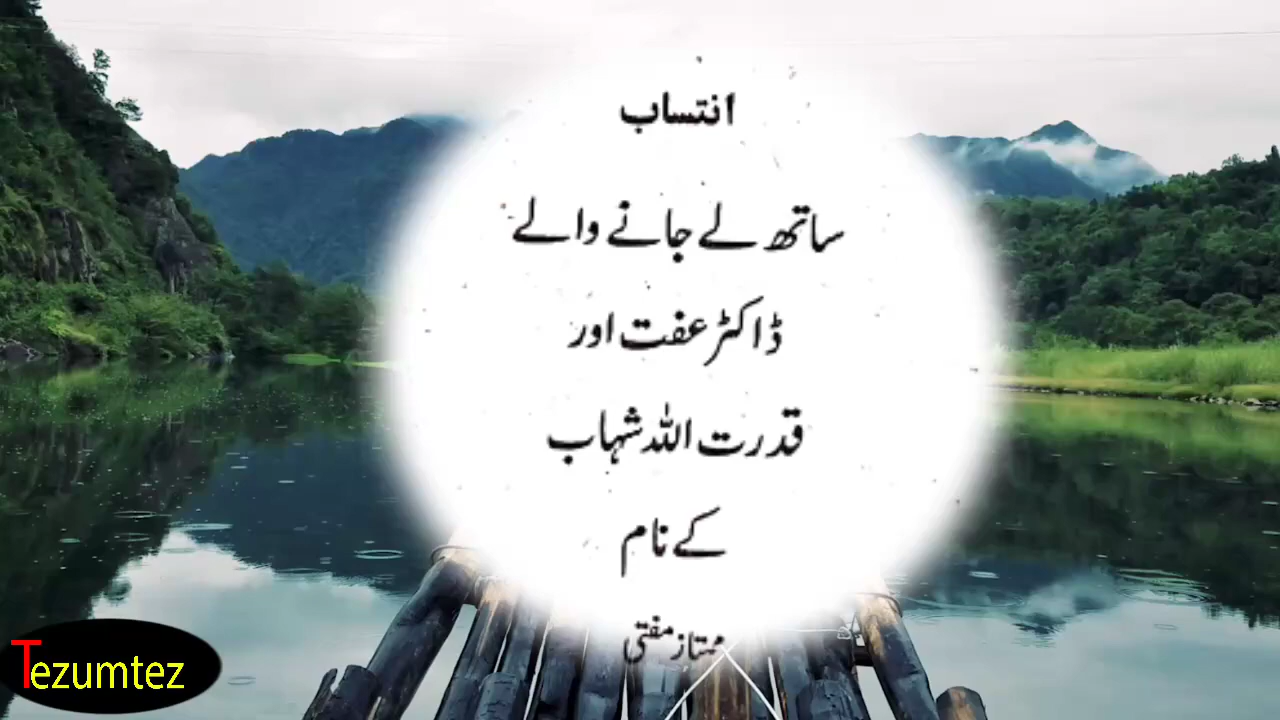 انتساب
ساتھ لے جانے والے
ڈاکٹر عفت اور
قدرت اللہ شہاب
کے نام
ممتاز مفتی
Tezumtez